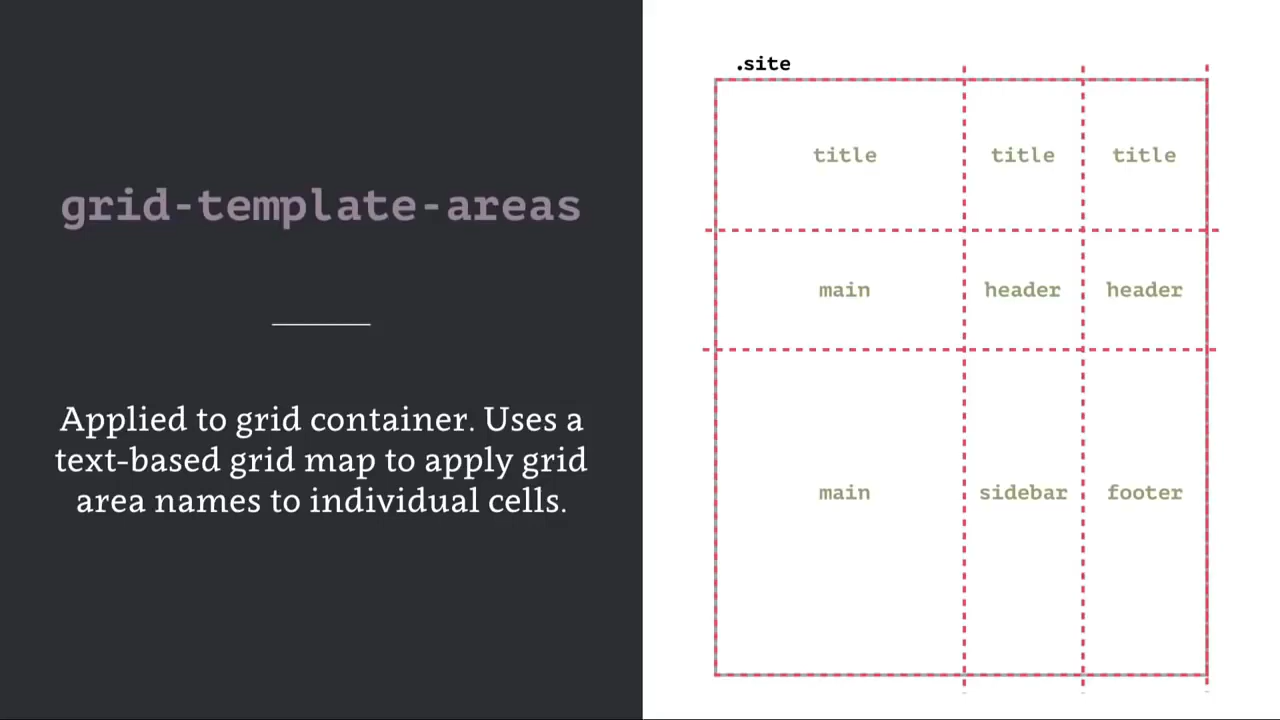 grid-template-areas
Applied to grid container. Uses a
text-based grid map to apply grid
area names to individual cells.
.site
title title title
main header header
main sidebar footer